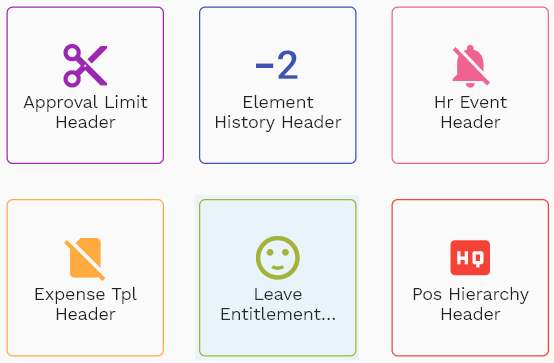 −2
Approval Limit
Header
Element
History Header
Hr Event
Header
HQ
Expense Tpl
Header
Leave
Entitlement...
Pos Hierarchy
Header